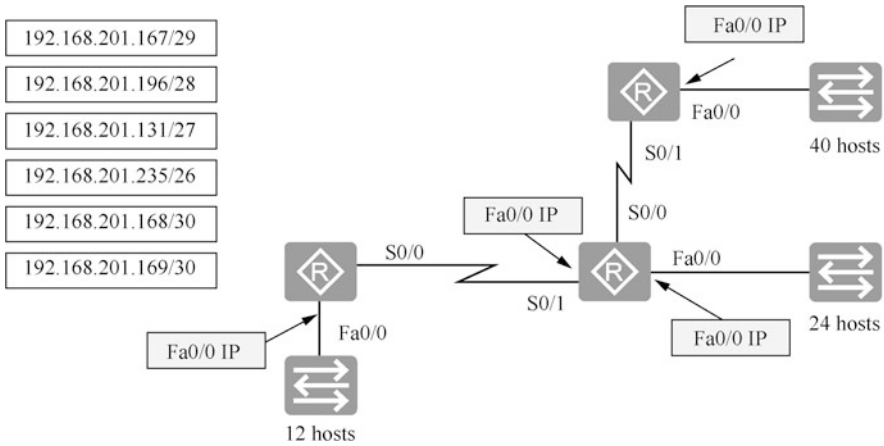 192.168.201.167/29
192.168.201.196/28
192.168.201.131/27
192.168.201.235/26
192.168.201.168/30
192.168.201.169/30
Fa0/0 IP
R
Fa0/0
40 hosts
S0/1
Fa0/0 IP
S0/0
R
S0/0
S0/1
R
Fa0/0
24 hosts
Fa0/0 IP
Fa0/0 IP
Fa0/0
12 hosts